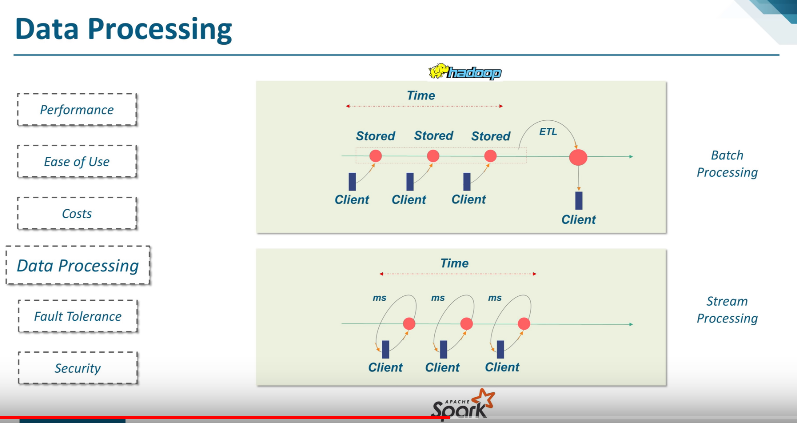 Data Processing
Performance
Ease of Use
Costs
Data Processing
Fault Tolerance
Security
hadoop
Time
Stored Stored Stored
ETL
Client Client Client
Client
Batch
Processing
Time
ms ms ms
Client Client Client
Stream
Processing
APACHE
Spark